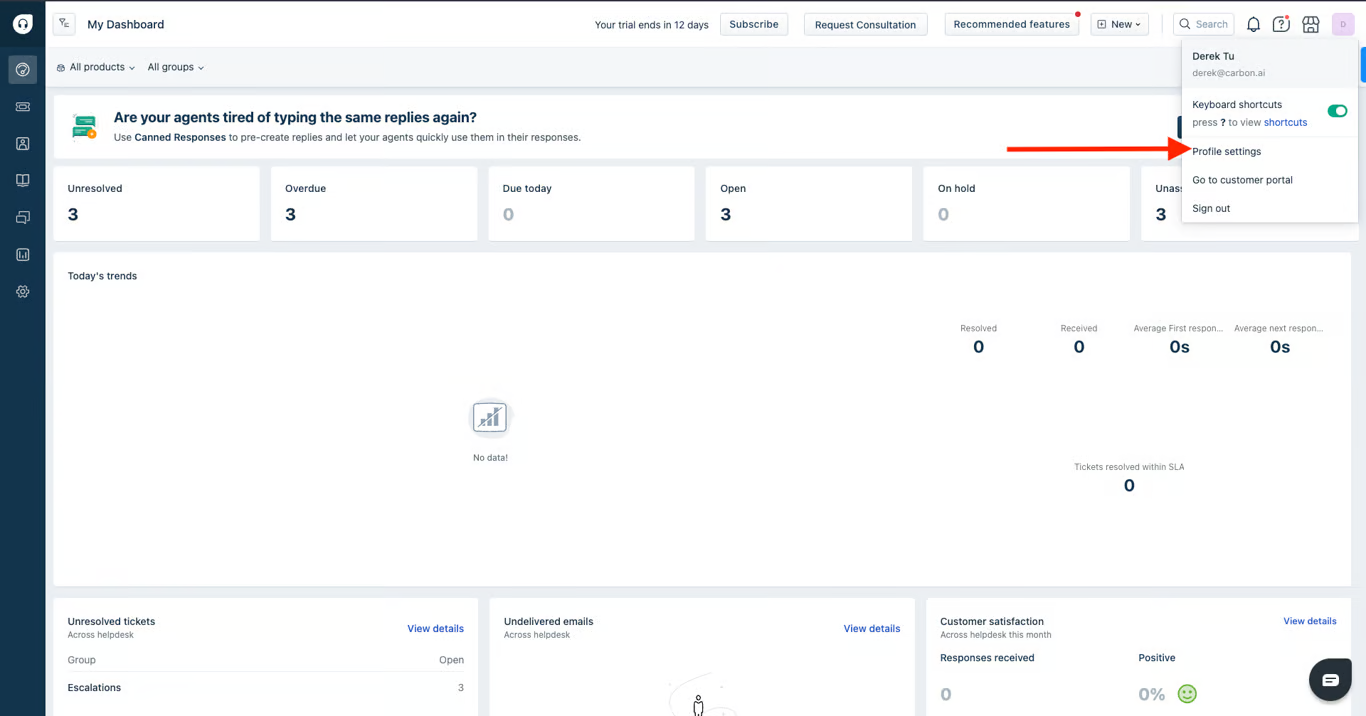 My Dashboard
Your trial ends in 12 days
Subscribe
Request Consultation
Recommended features
New
Search
D
Derek Tu
derek@carbon.ai
Keyboard shortcuts
press ? to view shortcuts
Profile settings
Go to customer portal
Sign out
All products
All groups
Are your agents tired of typing the same replies again?
Use Canned Responses to pre-create replies and let your agents quickly use them in their responses.
Unresolved
3
Overdue
3
Due today
0
Open
3
On hold
0
Unass
3
Today's trends
No data!
Resolved
0
Received
0
Average First respon...
0s
Average next respon...
0s
Tickets resolved within SLA
0
Unresolved tickets
Across helpdesk
View details
Group Open
Escalations 3
Undelivered emails
Across helpdesk
View details
Customer satisfaction
Across helpdesk this month
View details
Responses received
0
Positive
0%